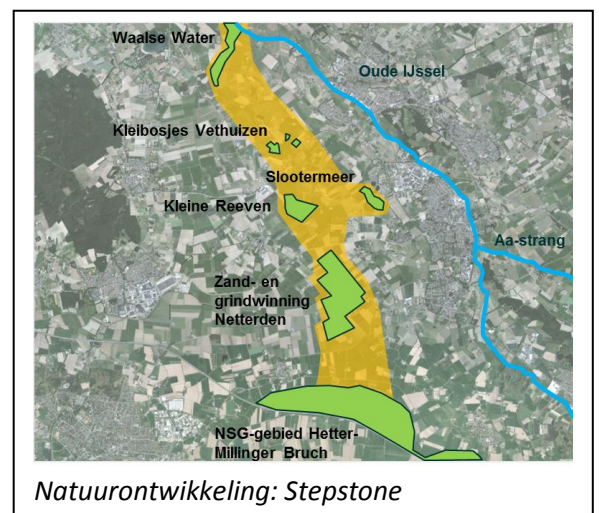 Waalse Water
Oude IJssel
Kleibosjes Vethuizen
Slootermeer
Kleine Reeven
Aa-strang
Zand- en
grindwinning
Netterden
NSG-gebied Hetter-
Millinger Bruch
Natuurontwikkeling: Stepstone